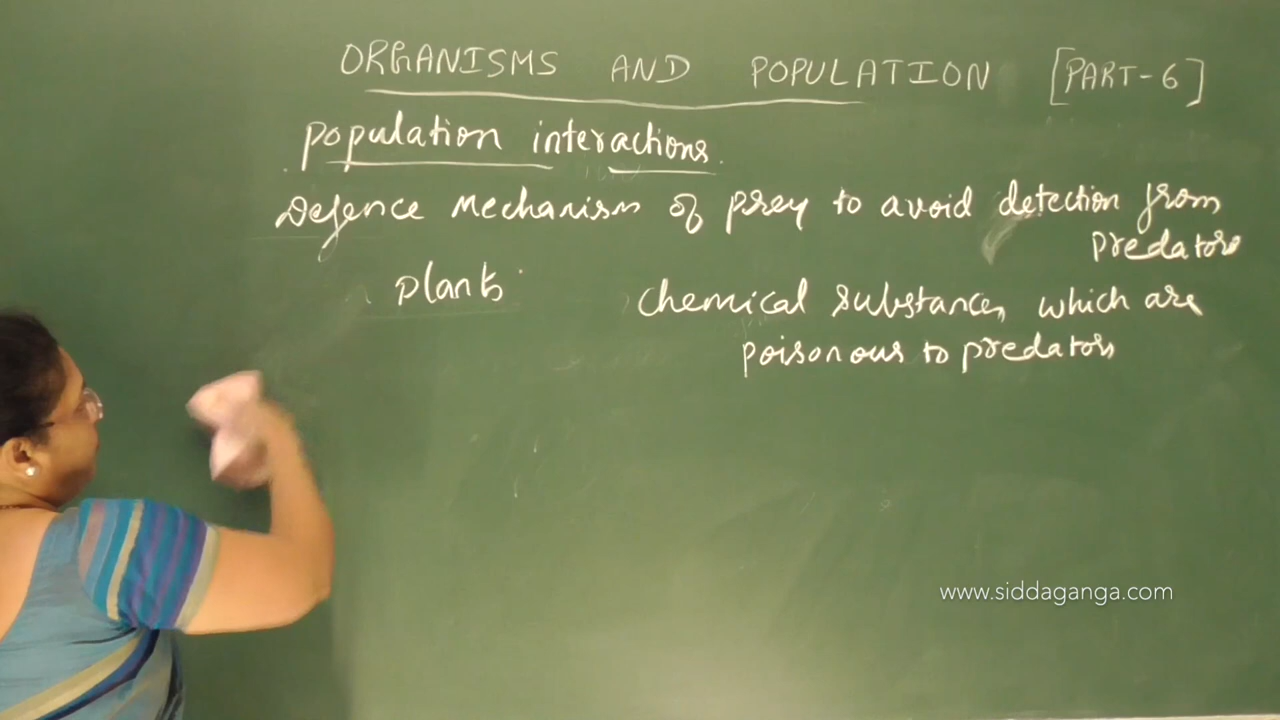 ORGANISMS AND POPULATION [PART-6]
population interactions.
Defence Mechanism of prey to avoid detection from
predators
plants
chemical substances which are
poisonous to predators
www.siddaganga.com